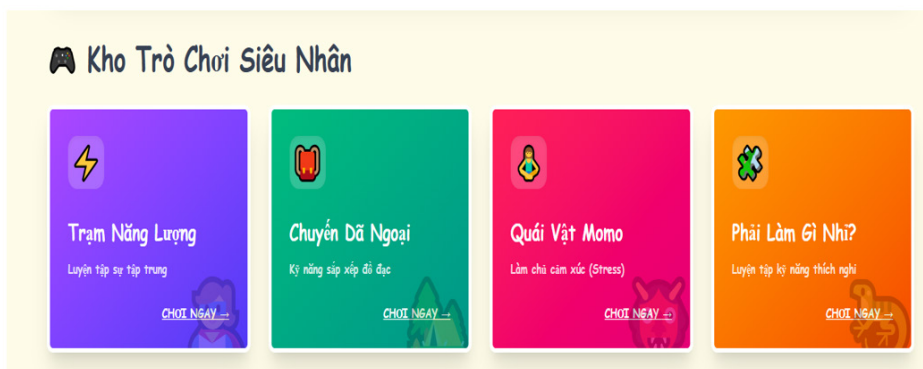 Kho Trò Chơi Siêu Nhân
Trạm Năng Lượng
Luyện tập sự tập trung
CHƠI NGAY →
Chuyến Dã Ngoại
Kỹ năng sắp xếp đồ đạc
CHƠI NGAY →
Quái Vật Momo
Làm chủ cảm xúc (Stress)
CHƠI NGAY →
Phải Làm Gì Nhỉ?
Luyện tập kỹ năng thích nghi
CHƠI NGAY →